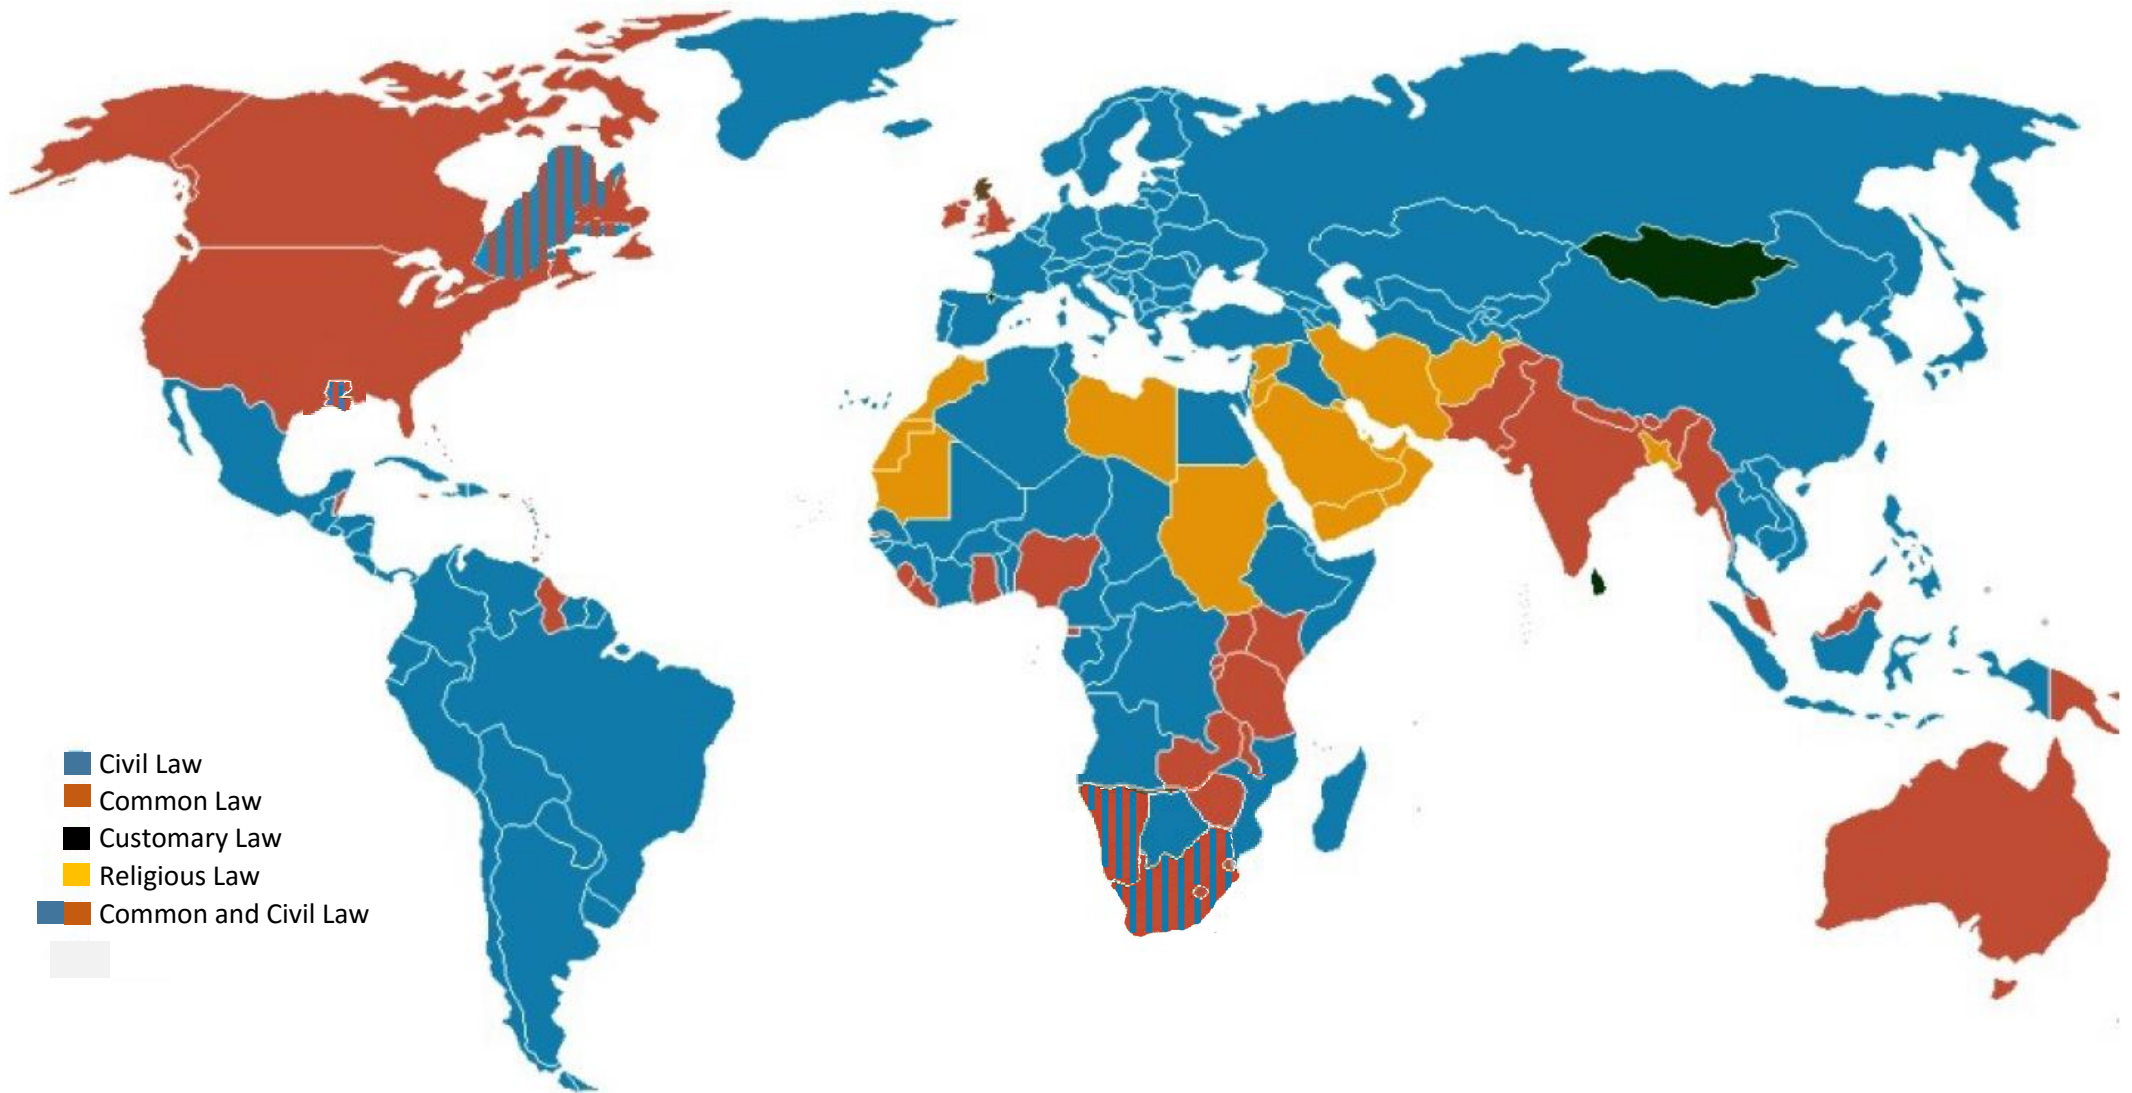 Civil Law
Common Law
Customary Law
Religious Law
Common and Civil Law